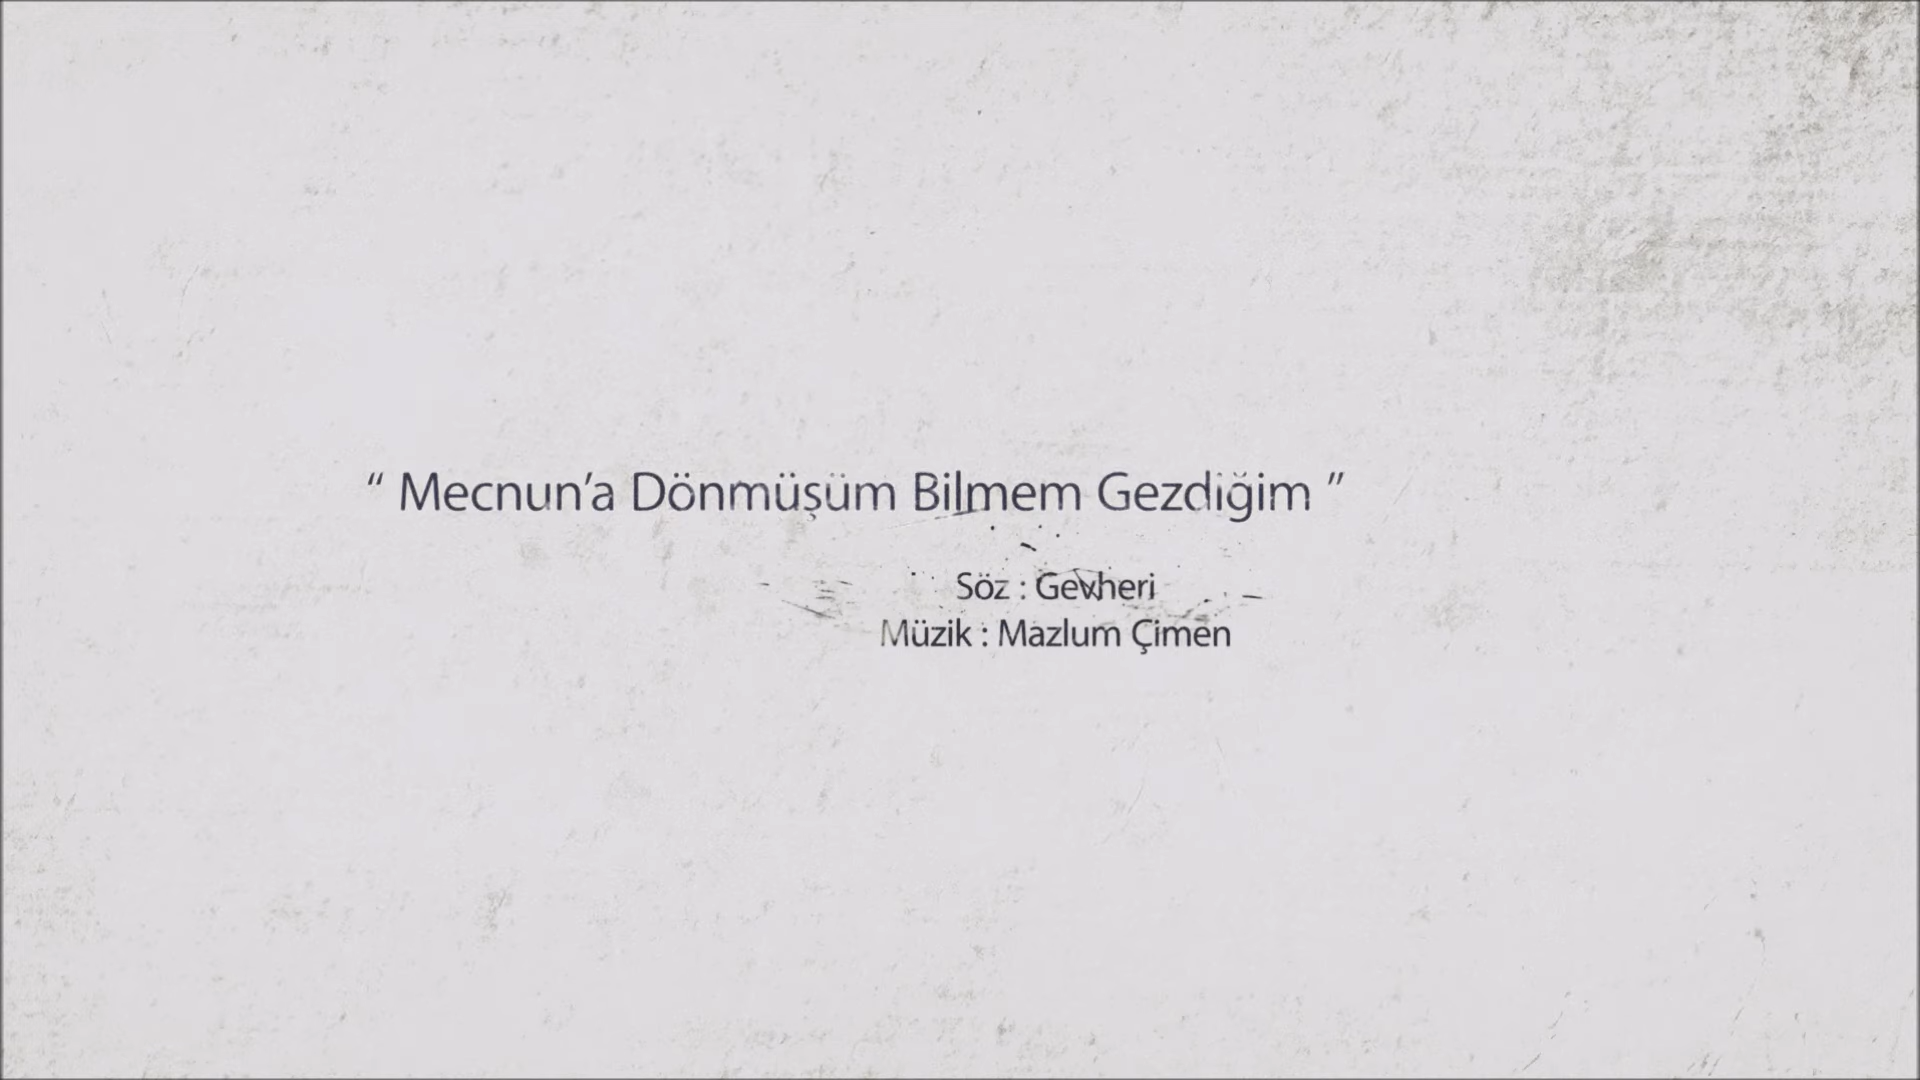 “ Mecnun’a Dönmüşüm Bilmem Gezdiğim ”
Söz : Gevheri
Müzik : Mazlum Çimen